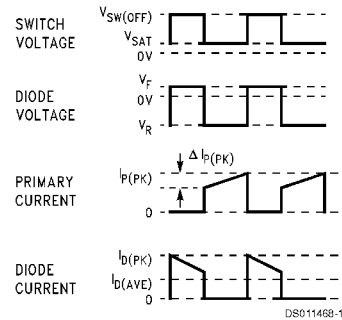 SWITCH VOLTAGE
V_SW(OFF)
V_SAT
0V
DIODE VOLTAGE
V_F
0V
V_R
PRIMARY CURRENT
I_P(PK)
Δ I_P(PK)
0
DIODE CURRENT
I_D(PK)
I_D(AVE)
0
DS011468-1